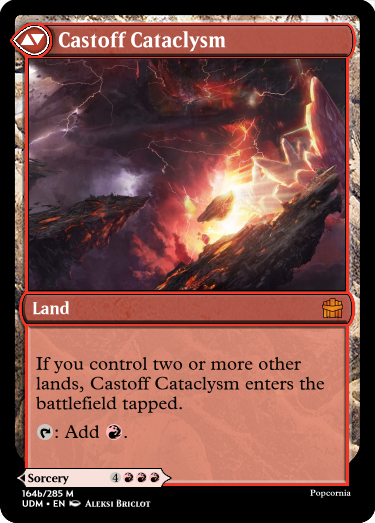 Castoff Cataclysm
Land
If you control two or more other
lands, Castoff Cataclysm enters the
battlefield tapped.
: Add .
Sorcery 4
164b/285 M
Popcornia
UDM • EN Aleksi Briclot